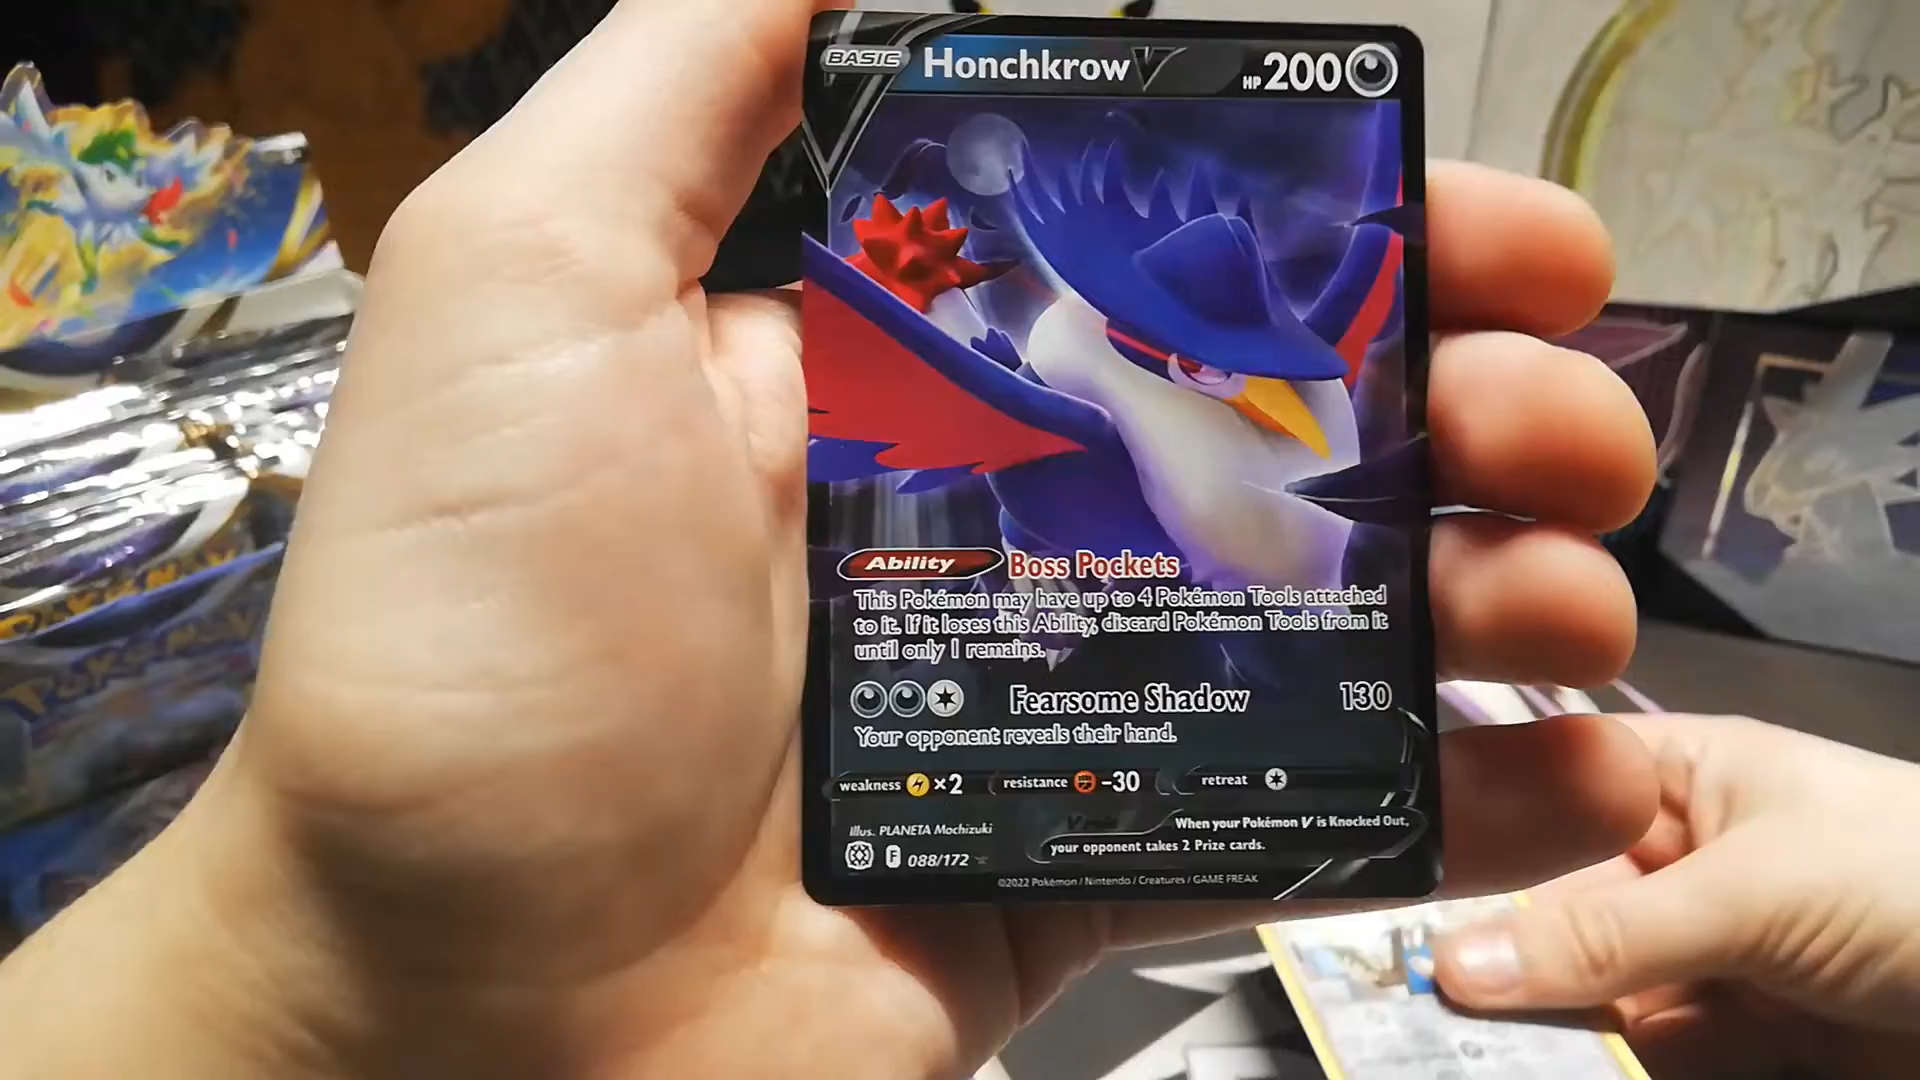 BASIC Honchkrow V HP 200
Ability Boss Pockets
This Pokémon may have up to 4 Pokémon Tools attached
to it. If it loses this Ability, discard Pokémon Tools from it
until only 1 remains.
Fearsome Shadow 130
Your opponent reveals their hand.
weakness ×2 resistance -30 retreat
Illus. PLANETA Mochizuki
V rule When your Pokémon V is Knocked Out,
your opponent takes 2 Prize cards.
F 088/172
©2022 Pokémon / Nintendo / Creatures / GAME FREAK
POKéMON
POKéMON